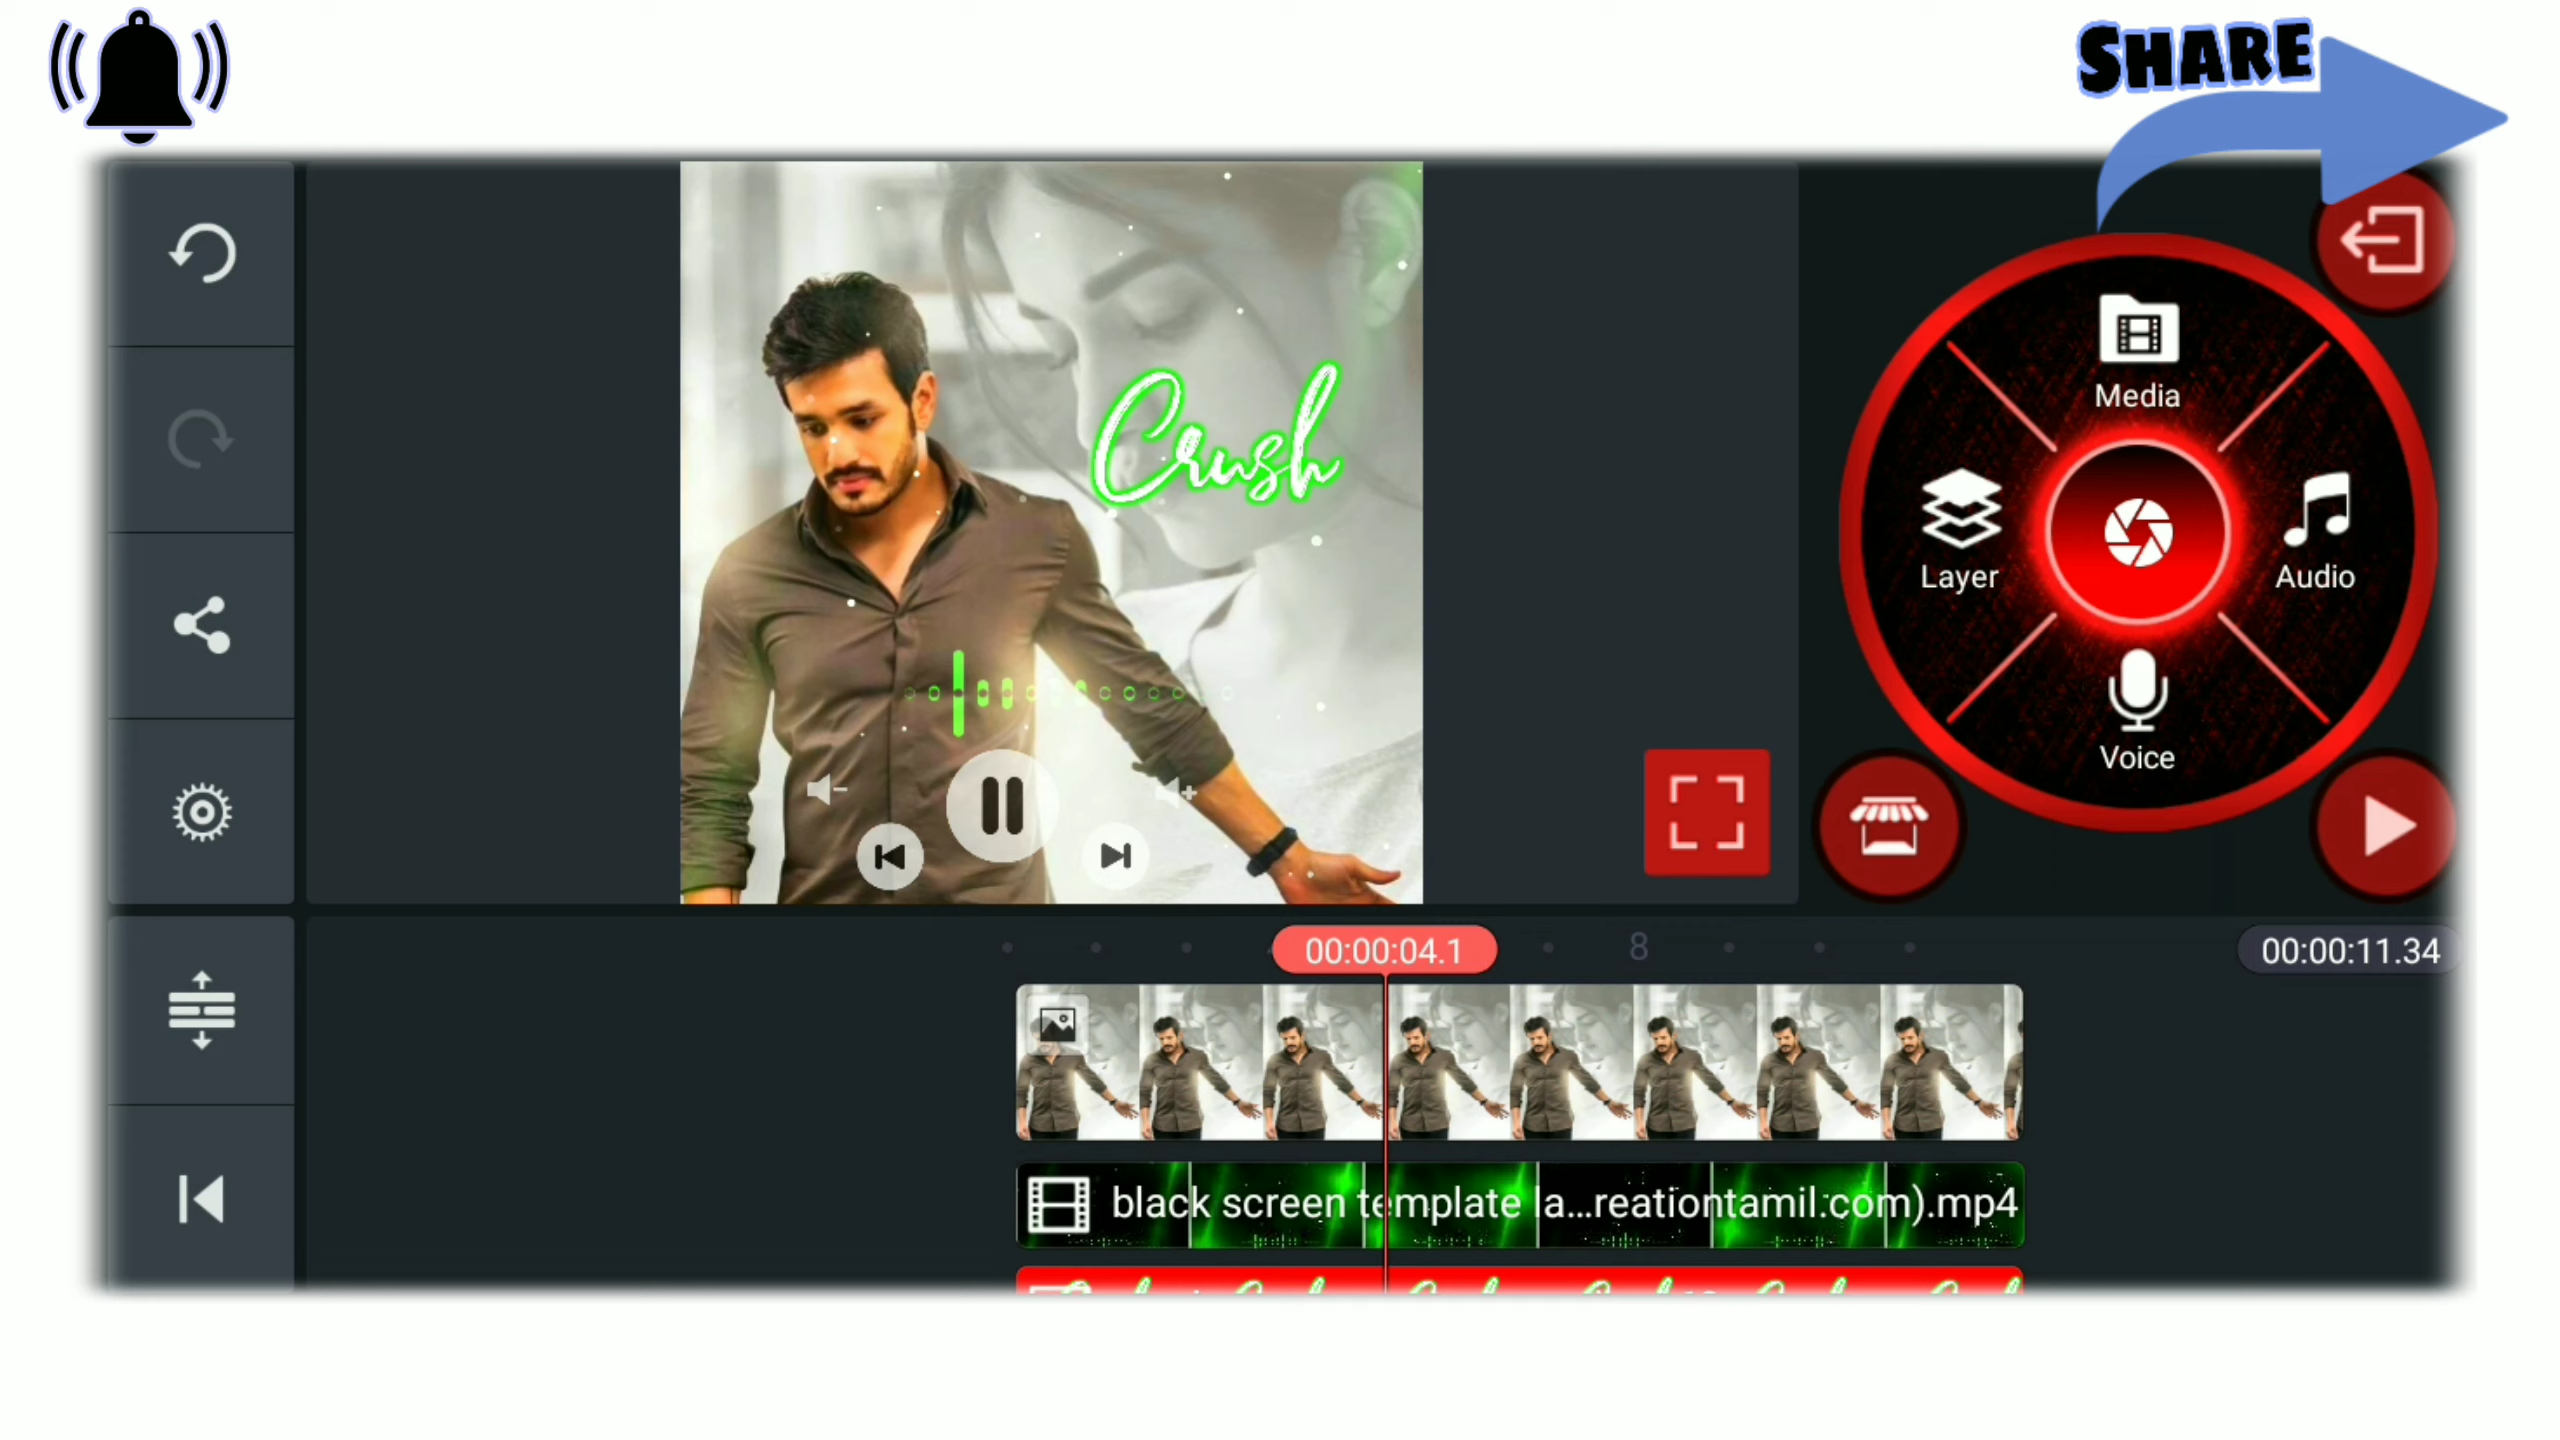 SHARE
Media
Crush
Layer
Audio
Voice
00:00:04.1
8
00:00:11.34
black screen template la...reationtamil.com).mp4